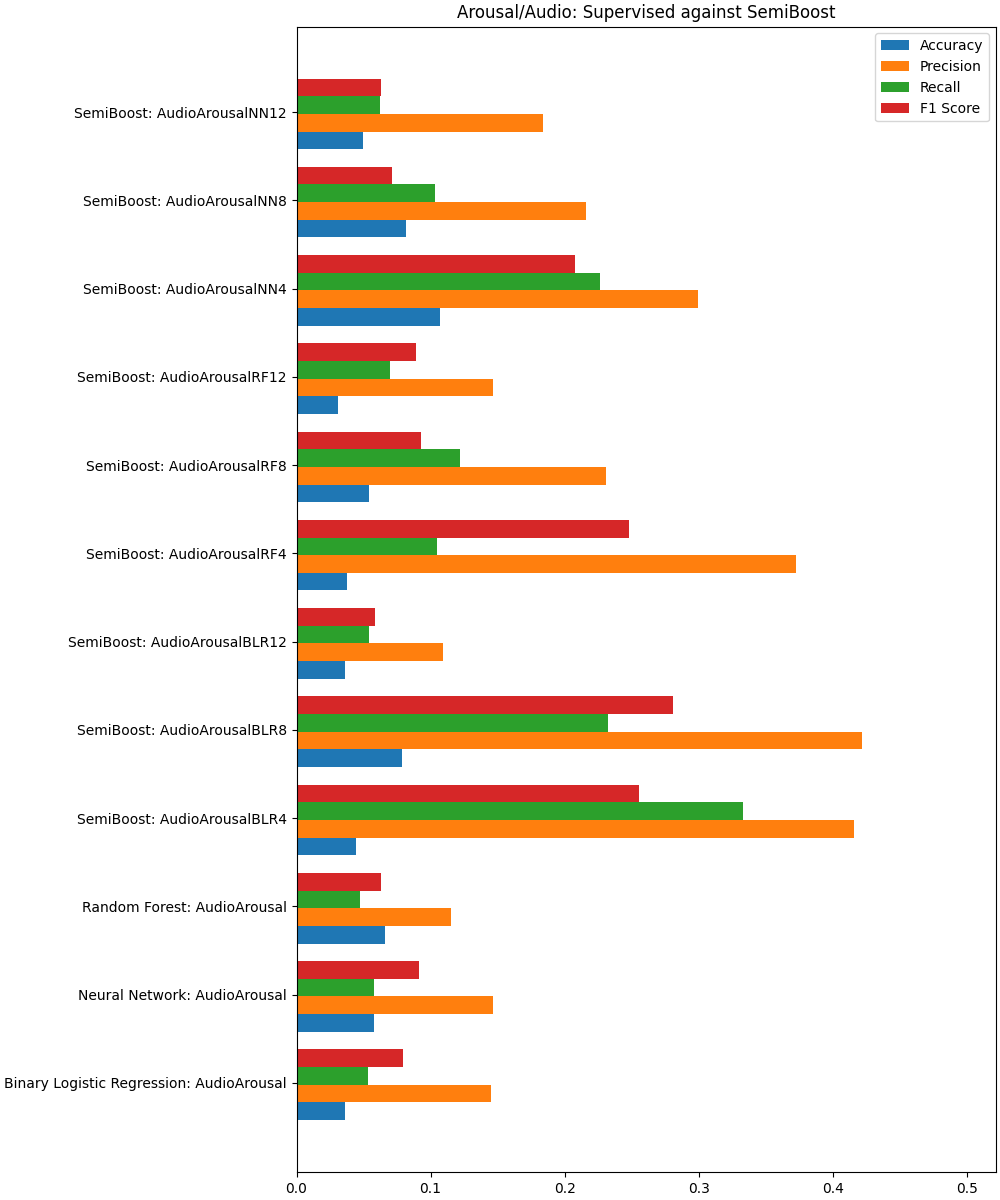 Arousal/Audio: Supervised against SemiBoost
Accuracy
Precision
Recall
F1 Score
SemiBoost: AudioArousalNN12
SemiBoost: AudioArousalNN8
SemiBoost: AudioArousalNN4
SemiBoost: AudioArousalRF12
SemiBoost: AudioArousalRF8
SemiBoost: AudioArousalRF4
SemiBoost: AudioArousalBLR12
SemiBoost: AudioArousalBLR8
SemiBoost: AudioArousalBLR4
Random Forest: AudioArousal
Neural Network: AudioArousal
Binary Logistic Regression: AudioArousal
0.0 0.1 0.2 0.3 0.4 0.5